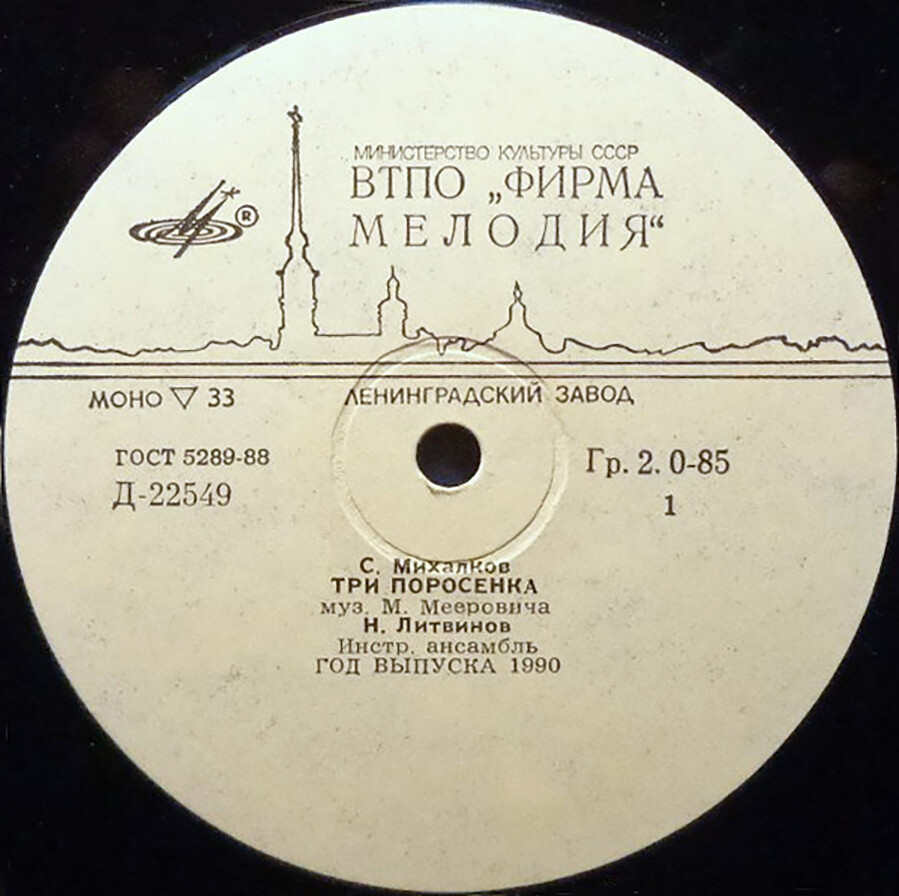 МИНИСТЕРСТВО КУЛЬТУРЫ СССР
ВТПО „ФИРМА
МЕЛОДИЯ“
®
МОНО ▽ 33
ЛЕНИНГРАДСКИЙ ЗАВОД
ГОСТ 5289-88
Д-22549
Гр. 2. 0-85
1
С. Михалков
ТРИ ПОРОСЕНКА
муз. М. Мееровича
Н. Литвинов
Инстр. ансамбль
ГОД ВЫПУСКА 1990